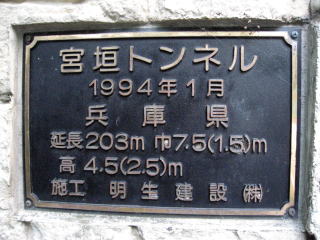 宮垣トンネル
1994年1月
兵庫県
延長203m 巾7.5(1.5)m
高 4.5(2.5)m
施工 明生建設㈱